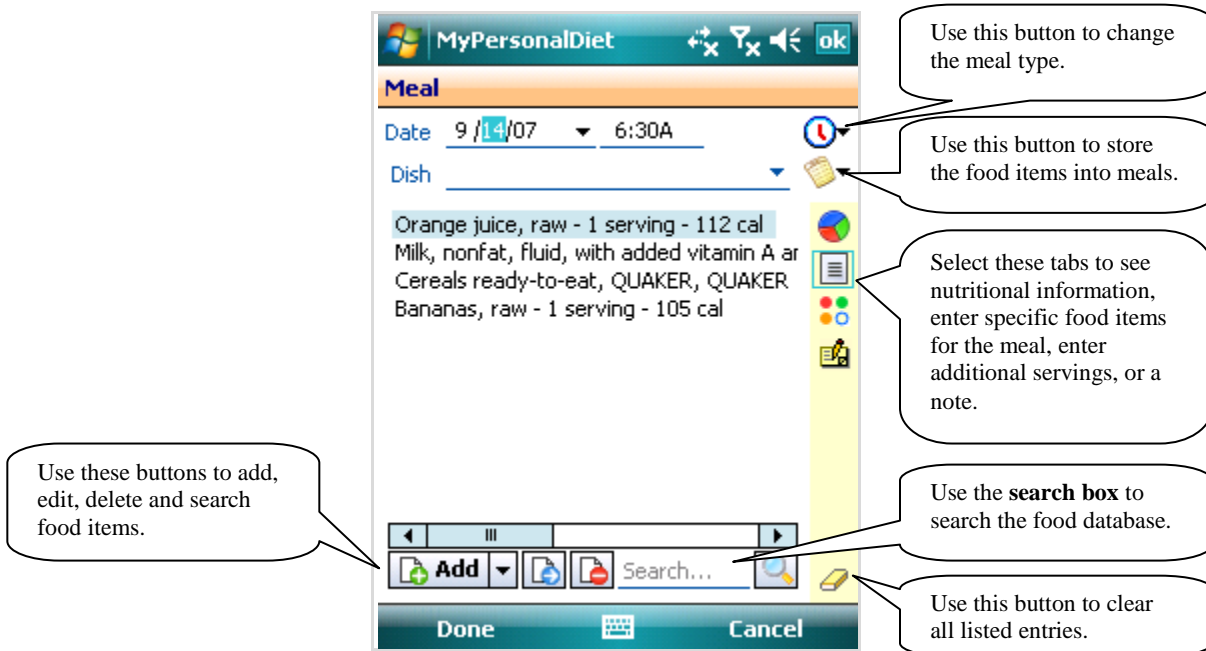 MyPersonalDiet ok
Meal
Date 9 /14/07 6:30A
Dish
Orange juice, raw - 1 serving - 112 cal
Milk, nonfat, fluid, with added vitamin A ar
Cereals ready-to-eat, QUAKER, QUAKER
Bananas, raw - 1 serving - 105 cal
Add Search...
Done Cancel
Use this button to change
the meal type.
Use this button to store
the food items into meals.
Select these tabs to see
nutritional information,
enter specific food items
for the meal, enter
additional servings, or a
note.
Use these buttons to add,
edit, delete and search
food items.
Use the search box to
search the food database.
Use this button to clear
all listed entries.